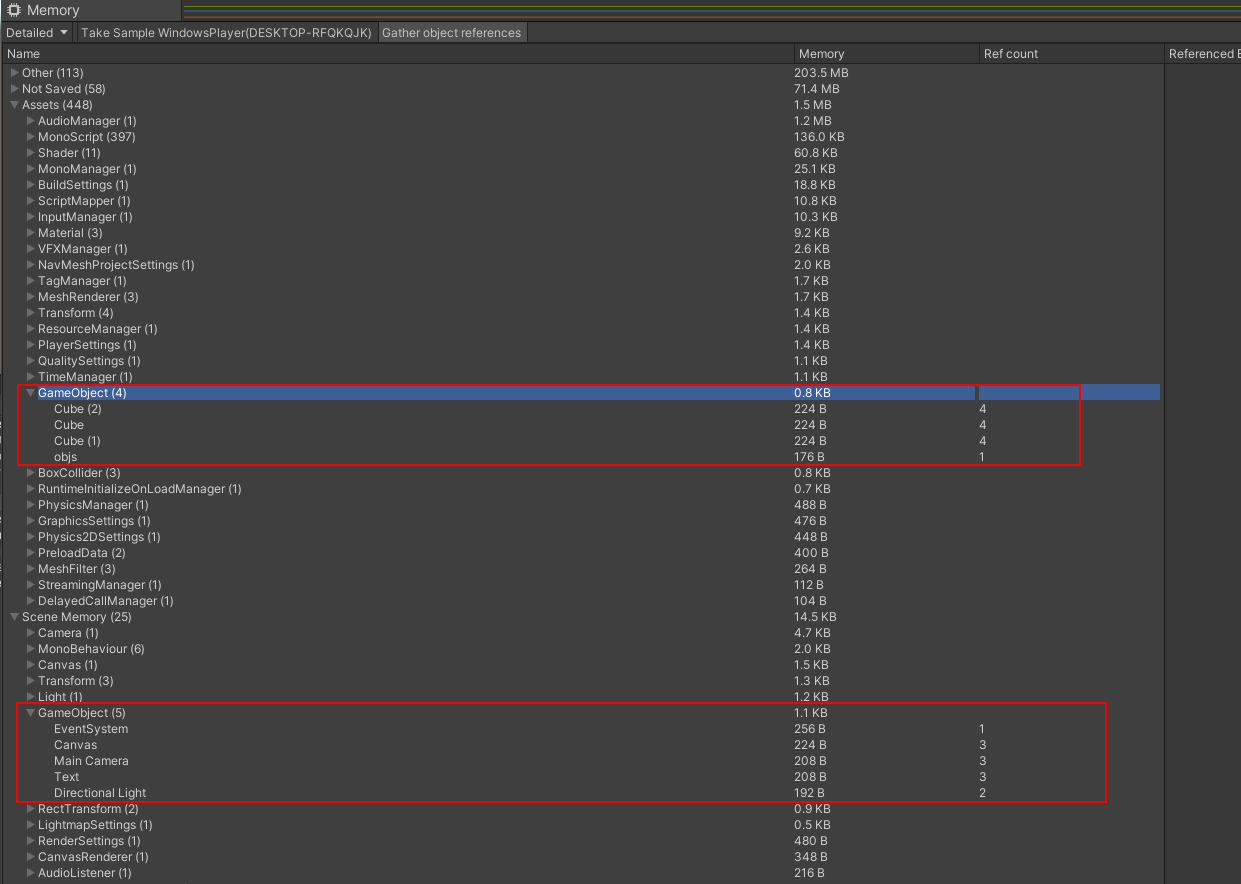 Memory
Detailed Take Sample WindowsPlayer(DESKTOP-RFQKQJK) Gather object references
Name Memory Ref count Referenced
Other (113) 203.5 MB
Not Saved (58) 71.4 MB
Assets (448) 1.5 MB
AudioManager (1) 1.2 MB
MonoScript (397) 136.0 KB
Shader (11) 60.8 KB
MonoManager (1) 25.1 KB
BuildSettings (1) 18.8 KB
ScriptMapper (1) 10.8 KB
InputManager (1) 10.3 KB
Material (3) 9.2 KB
VFXManager (1) 2.6 KB
NavMeshProjectSettings (1) 2.0 KB
TagManager (1) 1.7 KB
MeshRenderer (3) 1.7 KB
Transform (4) 1.4 KB
ResourceManager (1) 1.4 KB
PlayerSettings (1) 1.4 KB
QualitySettings (1) 1.1 KB
TimeManager (1) 1.1 KB
GameObject (4) 0.8 KB
Cube (2) 224 B 4
Cube 224 B 4
Cube (1) 224 B 4
objs 176 B 1
BoxCollider (3) 0.8 KB
RuntimeInitializeOnLoadManager (1) 0.7 KB
PhysicsManager (1) 488 B
GraphicsSettings (1) 476 B
Physics2DSettings (1) 448 B
PreloadData (2) 400 B
MeshFilter (3) 264 B
StreamingManager (1) 112 B
DelayedCallManager (1) 104 B
Scene Memory (25) 14.5 KB
Camera (1) 4.7 KB
MonoBehaviour (6) 2.0 KB
Canvas (1) 1.5 KB
Transform (3) 1.3 KB
Light (1) 1.2 KB
GameObject (5) 1.1 KB
EventSystem 256 B 1
Canvas 224 B 3
Main Camera 208 B 3
Text 208 B 3
Directional Light 192 B 2
RectTransform (2) 0.9 KB
LightmapSettings (1) 0.5 KB
RenderSettings (1) 480 B
CanvasRenderer (1) 348 B
AudioListener (1) 216 B